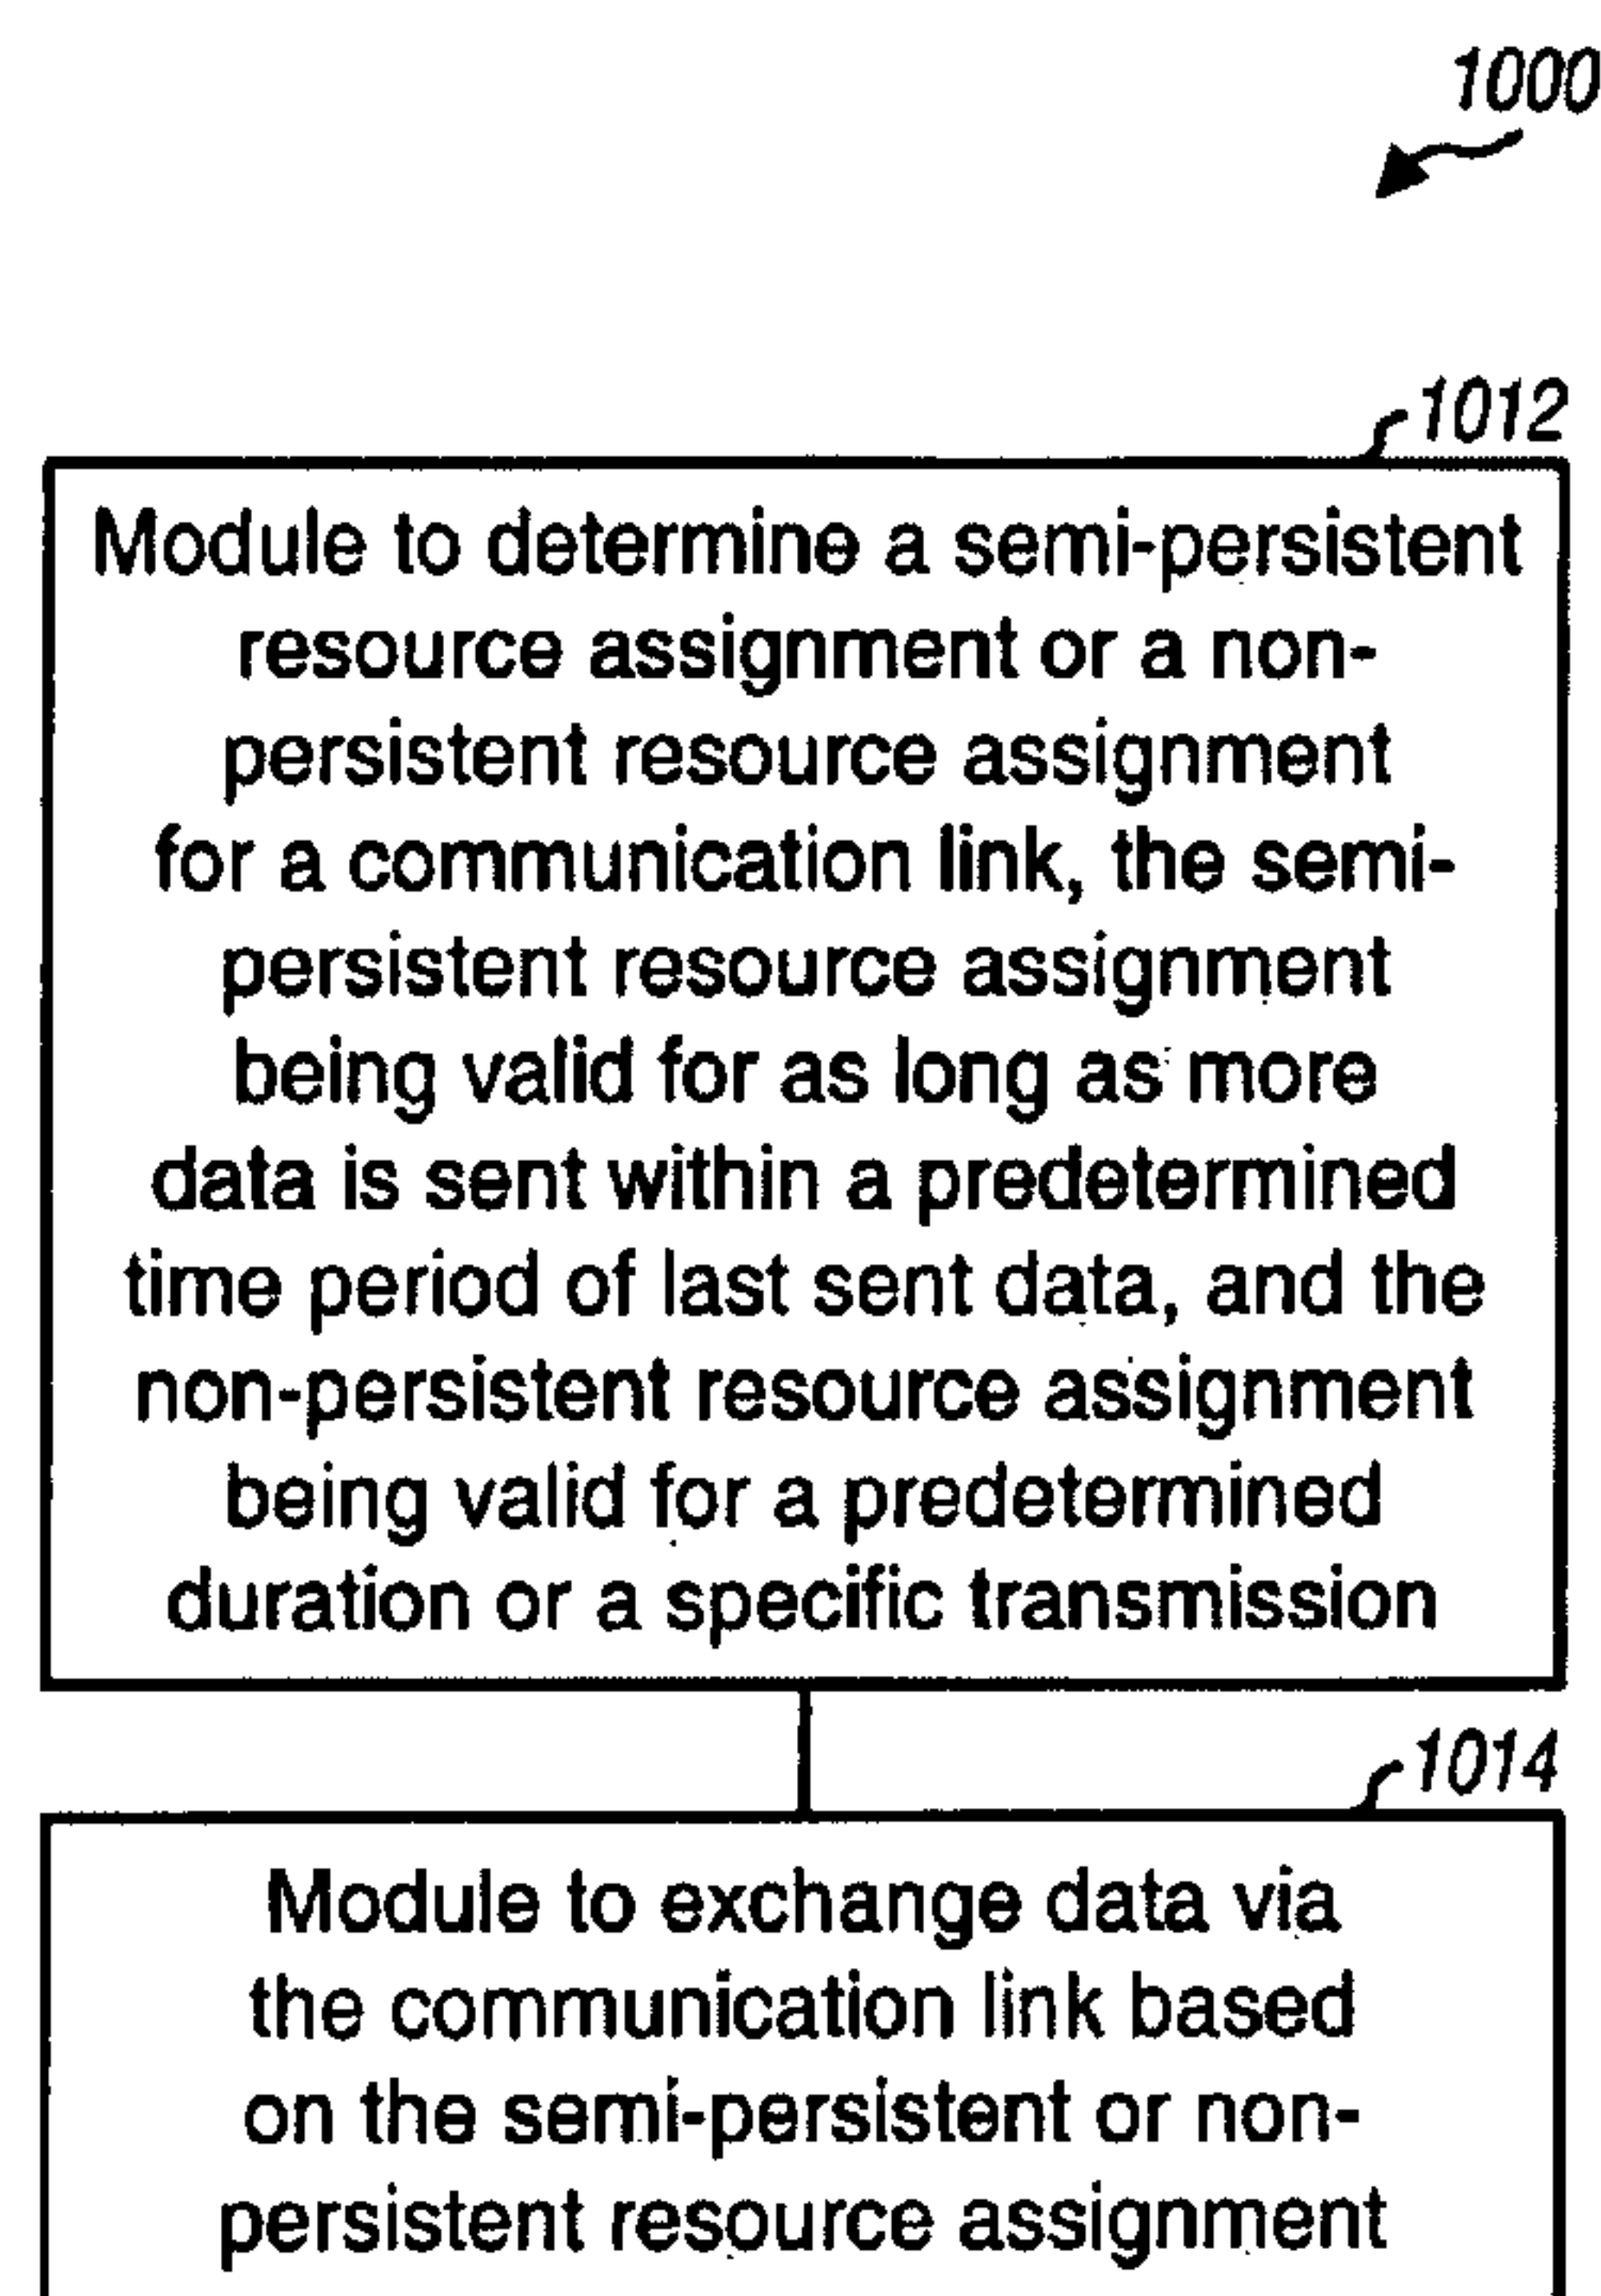 1000
1012
Module to determine a semi-persistent
resource assignment or a non-
persistent resource assignment
for a communication link, the semi-
persistent resource assignment
being valid for as long as more
data is sent within a predetermined
time period of last sent data, and the
non-persistent resource assignment
being valid for a predetermined
duration or a specific transmission
1014
Module to exchange data via
the communication link based
on the semi-persistent or non-
persistent resource assignment